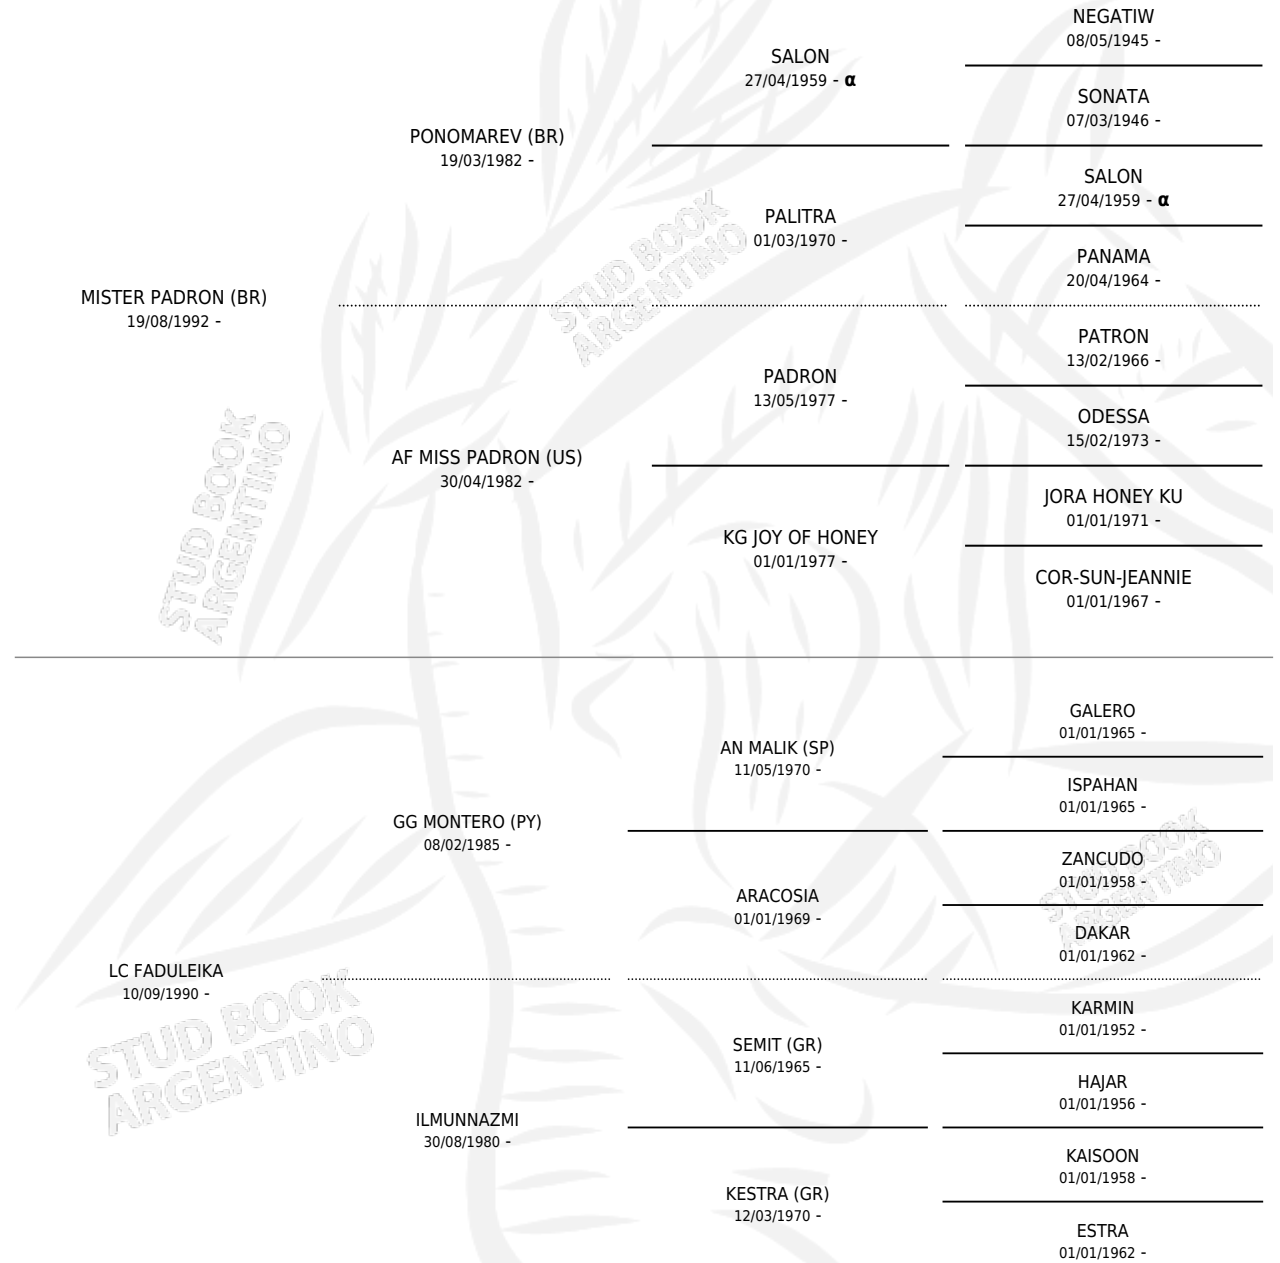 NEGATIW
08/05/1945 -
SALON
27/04/1959 - α
SONATA
07/03/1946 -
PONOMAREV (BR)
19/03/1982 -
SALON
27/04/1959 - α
PALITRA
01/03/1970 -
PANAMA
20/04/1964 -
MISTER PADRON (BR)
19/08/1992 -
PATRON
13/02/1966 -
PADRON
13/05/1977 -
ODESSA
15/02/1973 -
AF MISS PADRON (US)
30/04/1982 -
JORA HONEY KU
01/01/1971 -
KG JOY OF HONEY
01/01/1977 -
COR-SUN-JEANNIE
01/01/1967 -
STUD BOOK
ARGENTINO
STUD BOOK
ARGENTINO
GALERO
01/01/1965 -
AN MALIK (SP)
11/05/1970 -
ISPAHAN
01/01/1965 -
GG MONTERO (PY)
08/02/1985 -
ZANCUDO
01/01/1958 -
ARACOSIA
01/01/1969 -
DAKAR
01/01/1962 -
LC FADULEIKA
10/09/1990 -
KARMIN
01/01/1952 -
SEMIT (GR)
11/06/1965 -
HAJAR
01/01/1956 -
ILMUNNAZMI
30/08/1980 -
KAISOON
01/01/1958 -
KESTRA (GR)
12/03/1970 -
ESTRA
01/01/1962 -
STUD BOOK
ARGENTINO
STUD BOOK
ARGENTINO